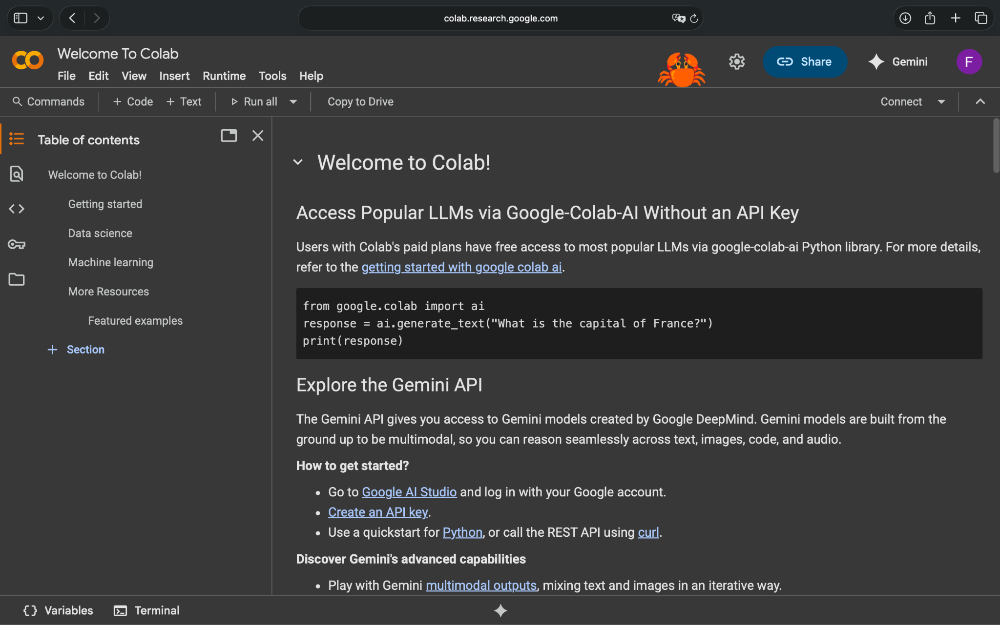 colab.research.google.com
Welcome To Colab
File Edit View Insert Runtime Tools Help
Share
Gemini
F
Commands
+ Code
+ Text
Run all
Copy to Drive
Connect
Table of contents
Welcome to Colab!
Getting started
Data science
Machine learning
More Resources
Featured examples
+ Section
Welcome to Colab!
Access Popular LLMs via Google-Colab-AI Without an API Key
Users with Colab's paid plans have free access to most popular LLMs via google-colab-ai Python library. For more details,
refer to the getting started with google colab ai.
from google.colab import ai
response = ai.generate_text("What is the capital of France?")
print(response)
Explore the Gemini API
The Gemini API gives you access to Gemini models created by Google DeepMind. Gemini models are built from the
ground up to be multimodal, so you can reason seamlessly across text, images, code, and audio.
How to get started?
• Go to Google AI Studio and log in with your Google account.
• Create an API key.
• Use a quickstart for Python, or call the REST API using curl.
Discover Gemini's advanced capabilities
• Play with Gemini multimodal outputs, mixing text and images in an iterative way.
Variables
Terminal